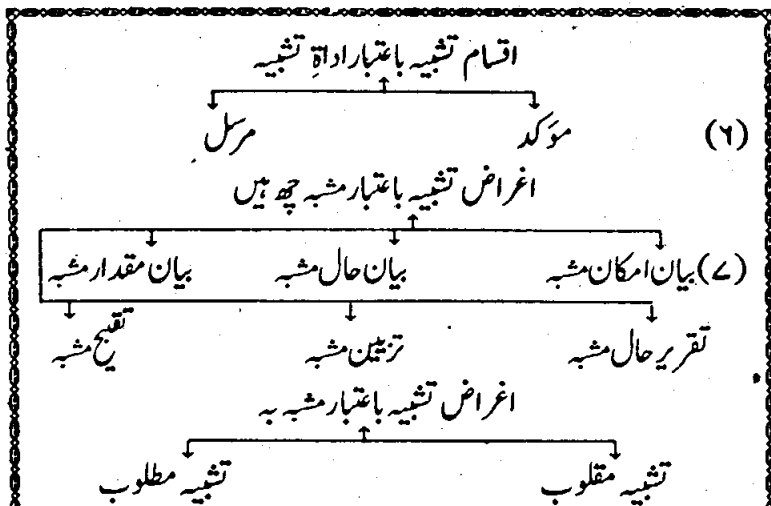 اقسام تشبیہ باعتبار اداۃِ تشبیہ
(۶) مؤکد مرسل
اغراض تشبیہ باعتبار مشبہ چھ ہیں
(۷) بیان امکان مشبہ بیان حال مشبہ بیان مقدار مشبہ
تقریر حال مشبہ تزیین مشبہ تقبیح مشبہ
اغراض تشبیہ باعتبار مشبہ بہ
تشبیہ مقلوب تشبیہ مطلوب